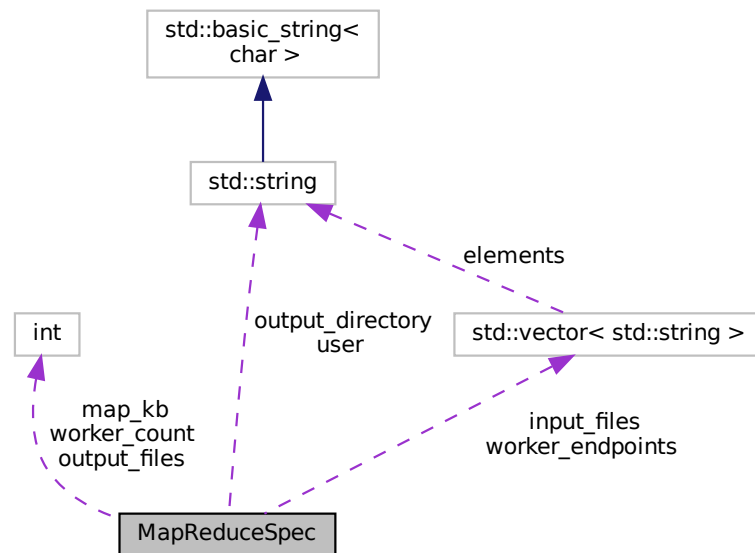 std::basic_string<
char >
std::string
elements
int
output_directory
user
std::vector< std::string >
map_kb
worker_count
output_files
input_files
worker_endpoints
MapReduceSpec